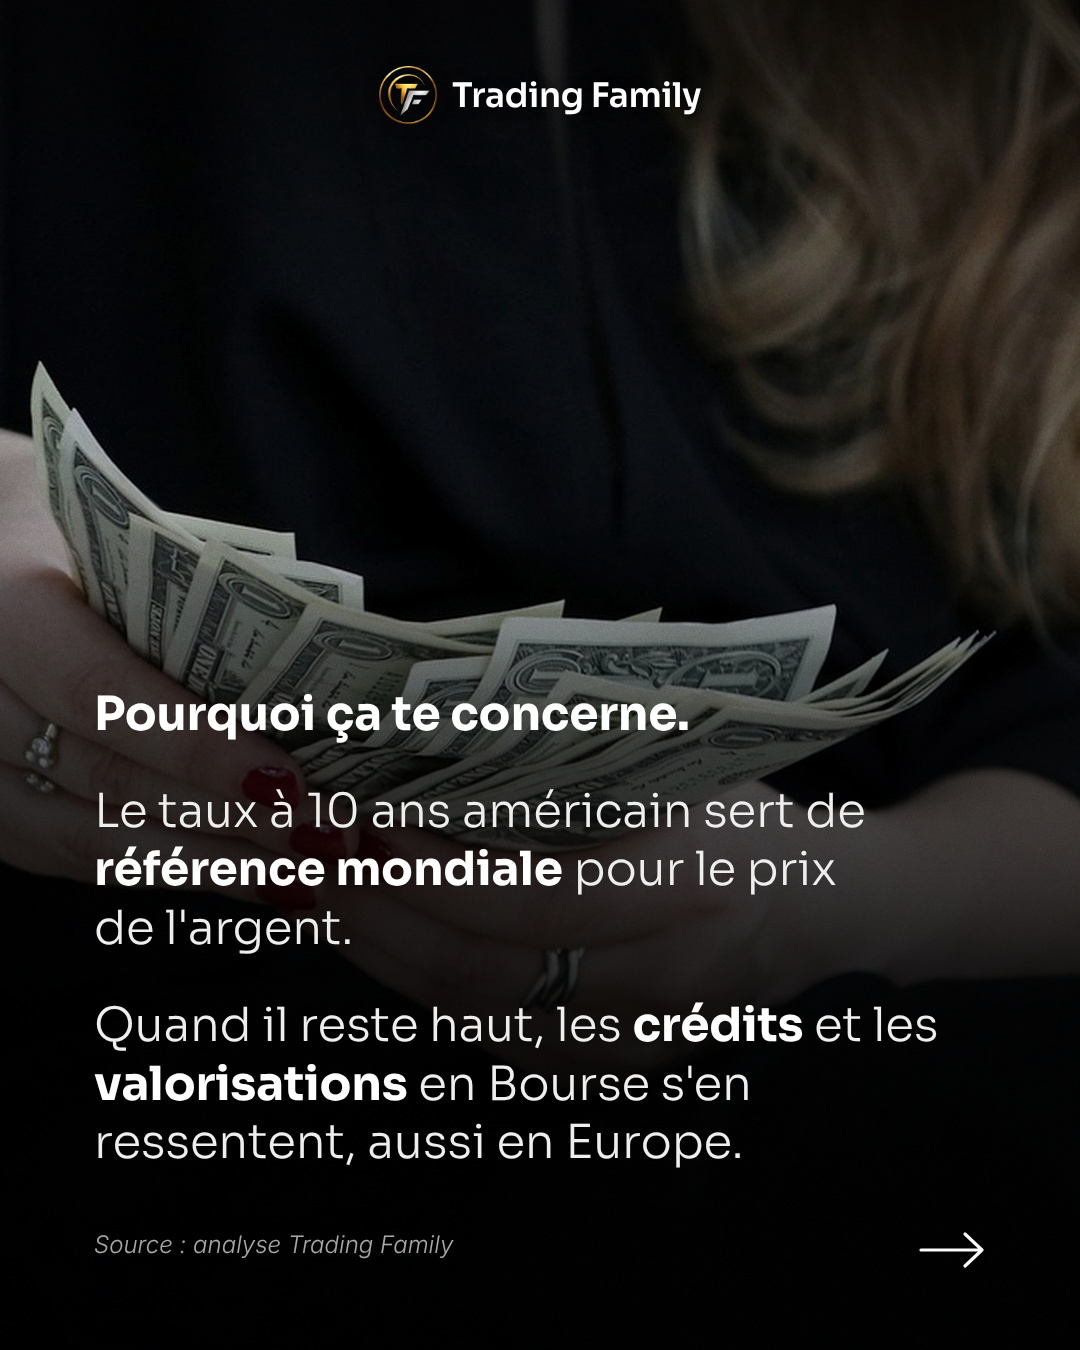 Trading Family
Pourquoi ça te concerne.
Le taux à 10 ans américain sert de
référence mondiale pour le prix
de l'argent.
Quand il reste haut, les crédits et les
valorisations en Bourse s'en
ressentent, aussi en Europe.
Source : analyse Trading Family